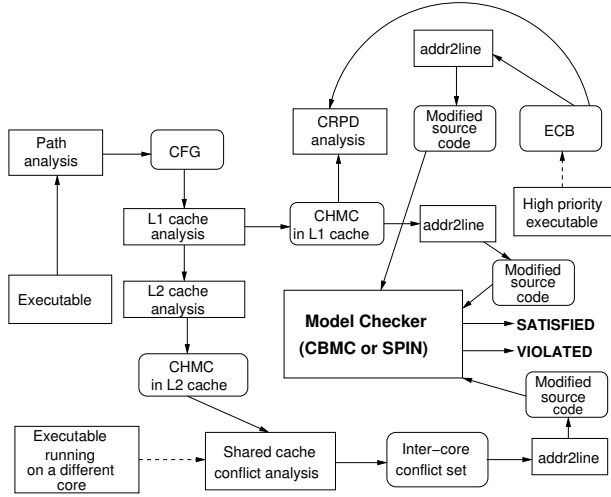 addr2line
CRPD
analysis
Modified
source
code
ECB
Path
analysis
CFG
High priority
executable
L1 cache
analysis
CHMC
in L1 cache
addr2line
Executable
L2 cache
analysis
Modified
source code
Model Checker
(CBMC or SPIN)
SATISFIED
VIOLATED
CHMC
in L2 cache
Modified
source
code
Executable
running
on a different
core
Shared cache
conflict analysis
Inter-core
conflict set
addr2line